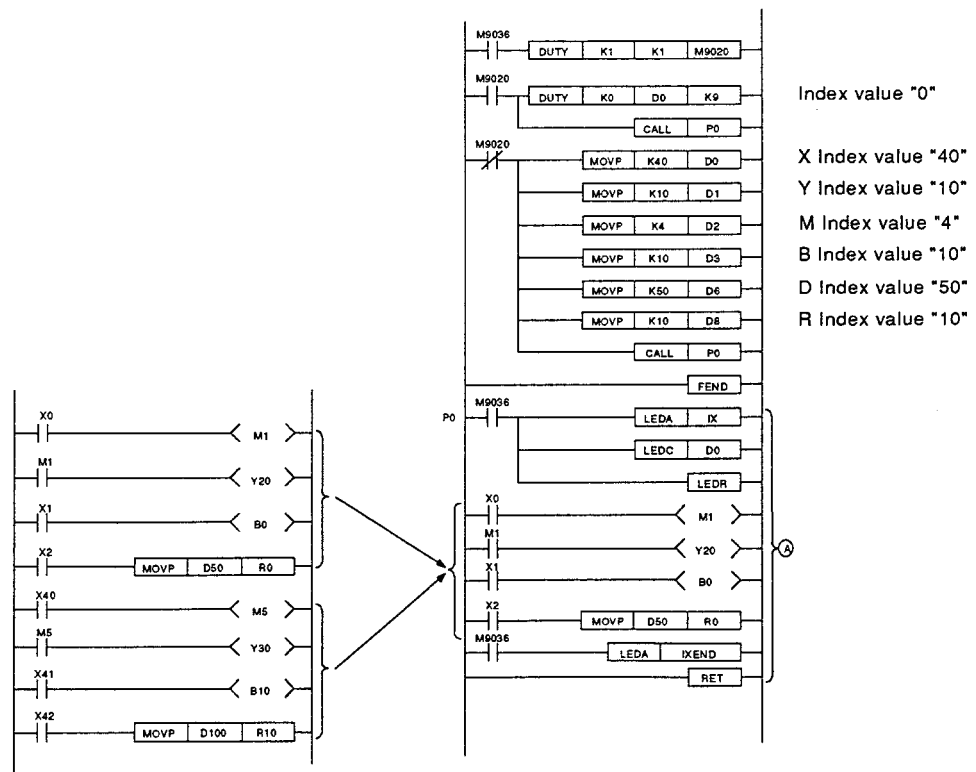 M9036
DUTY K1 K1 M9020
M9020
DUTY K0 D0 K9 Index value "0"
CALL P0
M9020
MOVP K40 D0 X Index value "40"
MOVP K10 D1 Y Index value "10"
MOVP K4 D2 M Index value "4"
MOVP K10 D3 B Index value "10"
MOVP K50 D6 D Index value "50"
MOVP K10 D8 R Index value "10"
CALL P0
FEND
P0 M9036
LEDA IX
LEDC D0
LEDR
X0
M1
M1
Y20
X1
B0
X2
MOVP D50 R0
M9036
LEDA IXEND
RET
A
X0
M1
M1
Y20
X1
B0
X2
MOVP D50 R0
X40
M5
M5
Y30
X41
B10
X42
MOVP D100 R10